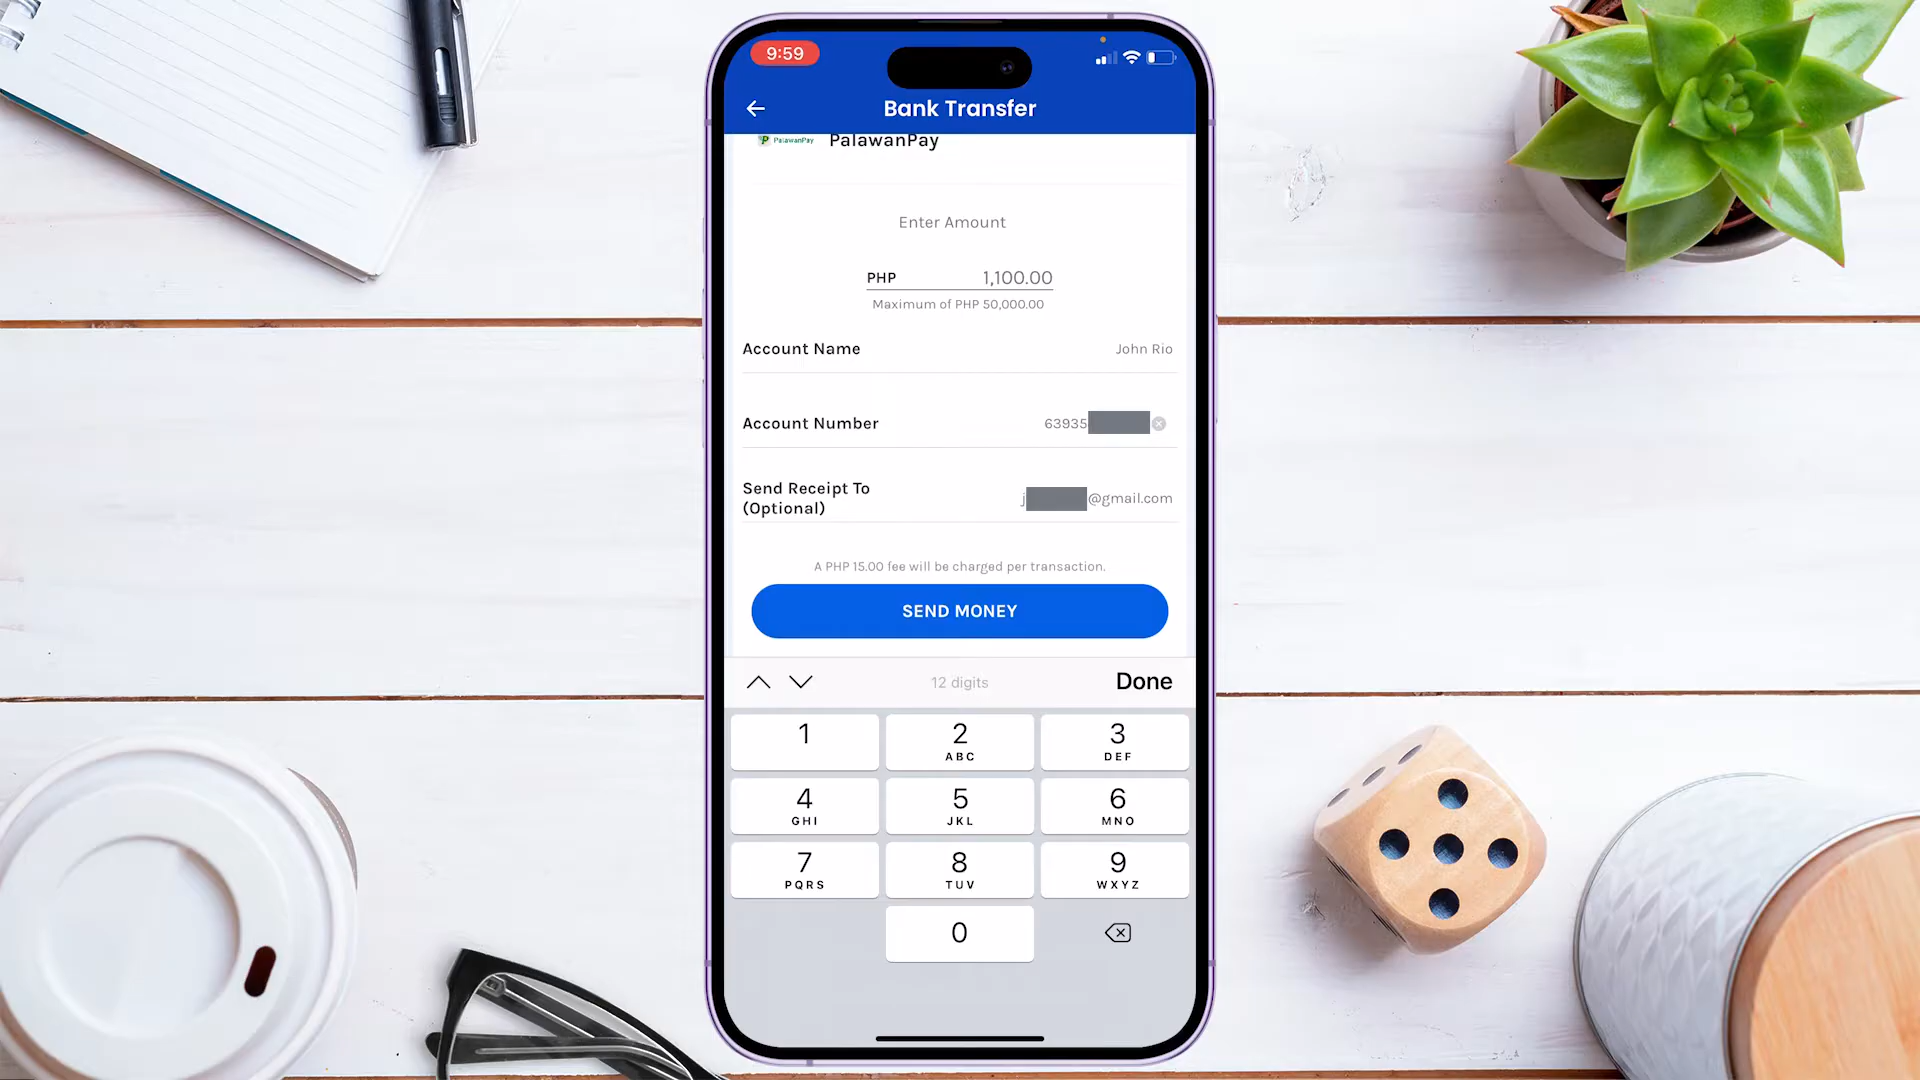 9:59
Bank Transfer
PalawanPay PalawanPay
Enter Amount
PHP 1,100.00
Maximum of PHP 50,000.00
Account Name John Rio
Account Number 63935
Send Receipt To
(Optional)
j @gmail.com
A PHP 15.00 fee will be charged per transaction.
SEND MONEY
12 digits Done
1 2 3
ABC DEF
4 5 6
GHI JKL MNO
7 8 9
PQRS TUV WXYZ
0